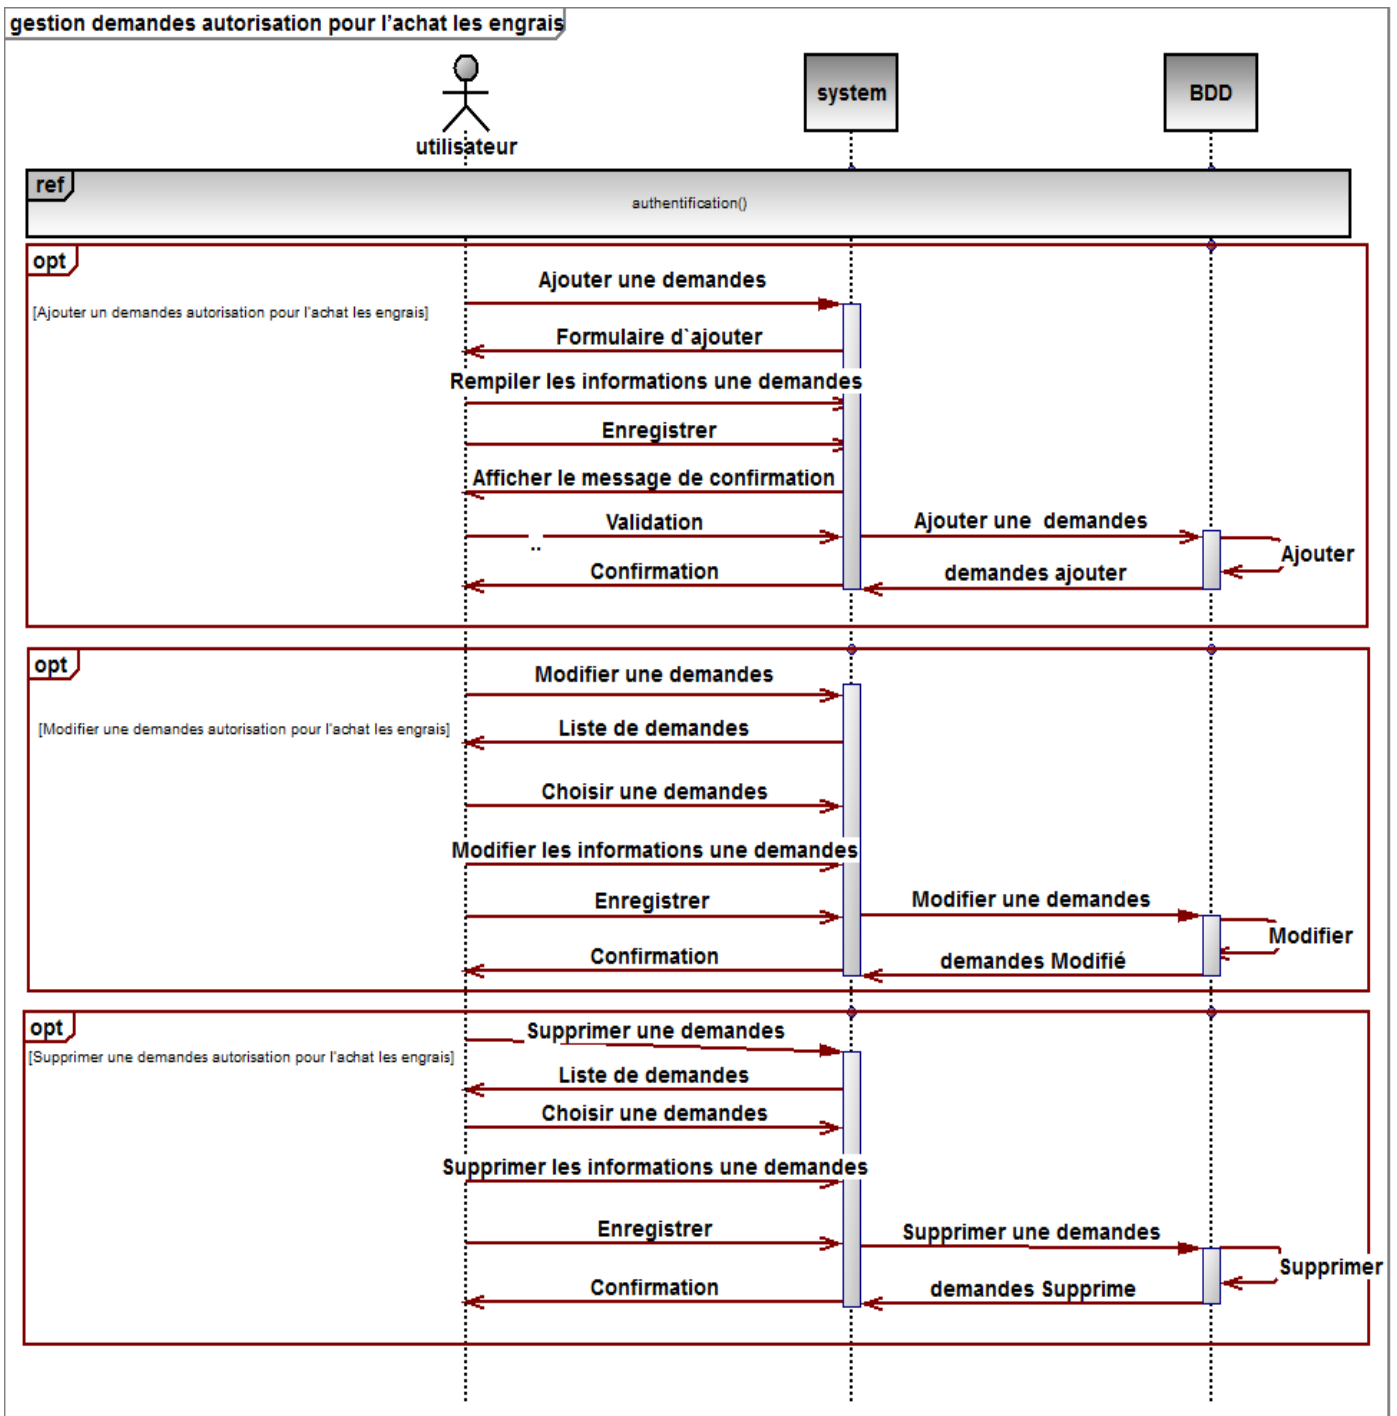 gestion demandes autorisation pour l'achat les engrais
utilisateur
system
BDD
ref
authentification()
opt
[Ajouter un demandes autorisation pour l'achat les engrais]
Ajouter une demandes
Formulaire d`ajouter
Rempiler les informations une demandes
Enregistrer
Afficher le message de confirmation
Validation
..
Ajouter une demandes
Ajouter
Confirmation
demandes ajouter
opt
[Modifier une demandes autorisation pour l'achat les engrais]
Modifier une demandes
Liste de demandes
Choisir une demandes
Modifier les informations une demandes
Enregistrer
Modifier une demandes
Modifier
Confirmation
demandes Modifié
opt
[Supprimer une demandes autorisation pour l'achat les engrais]
Supprimer une demandes
Liste de demandes
Choisir une demandes
Supprimer les informations une demandes
Enregistrer
Supprimer une demandes
Supprimer
Confirmation
demandes Supprime